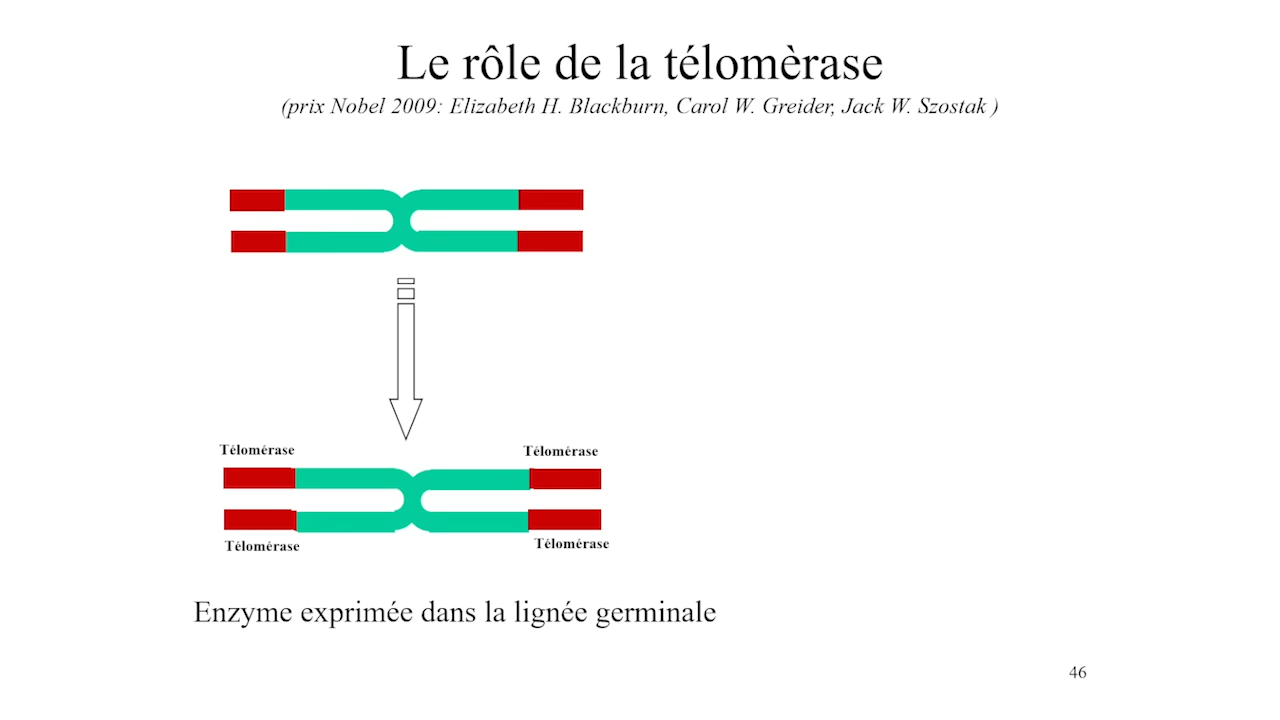 Le rôle de la télomèrase
(prix Nobel 2009: Elizabeth H. Blackburn, Carol W. Greider, Jack W. Szostak )
Télomérase
Télomérase
Télomérase
Télomérase
Enzyme exprimée dans la lignée germinale
46